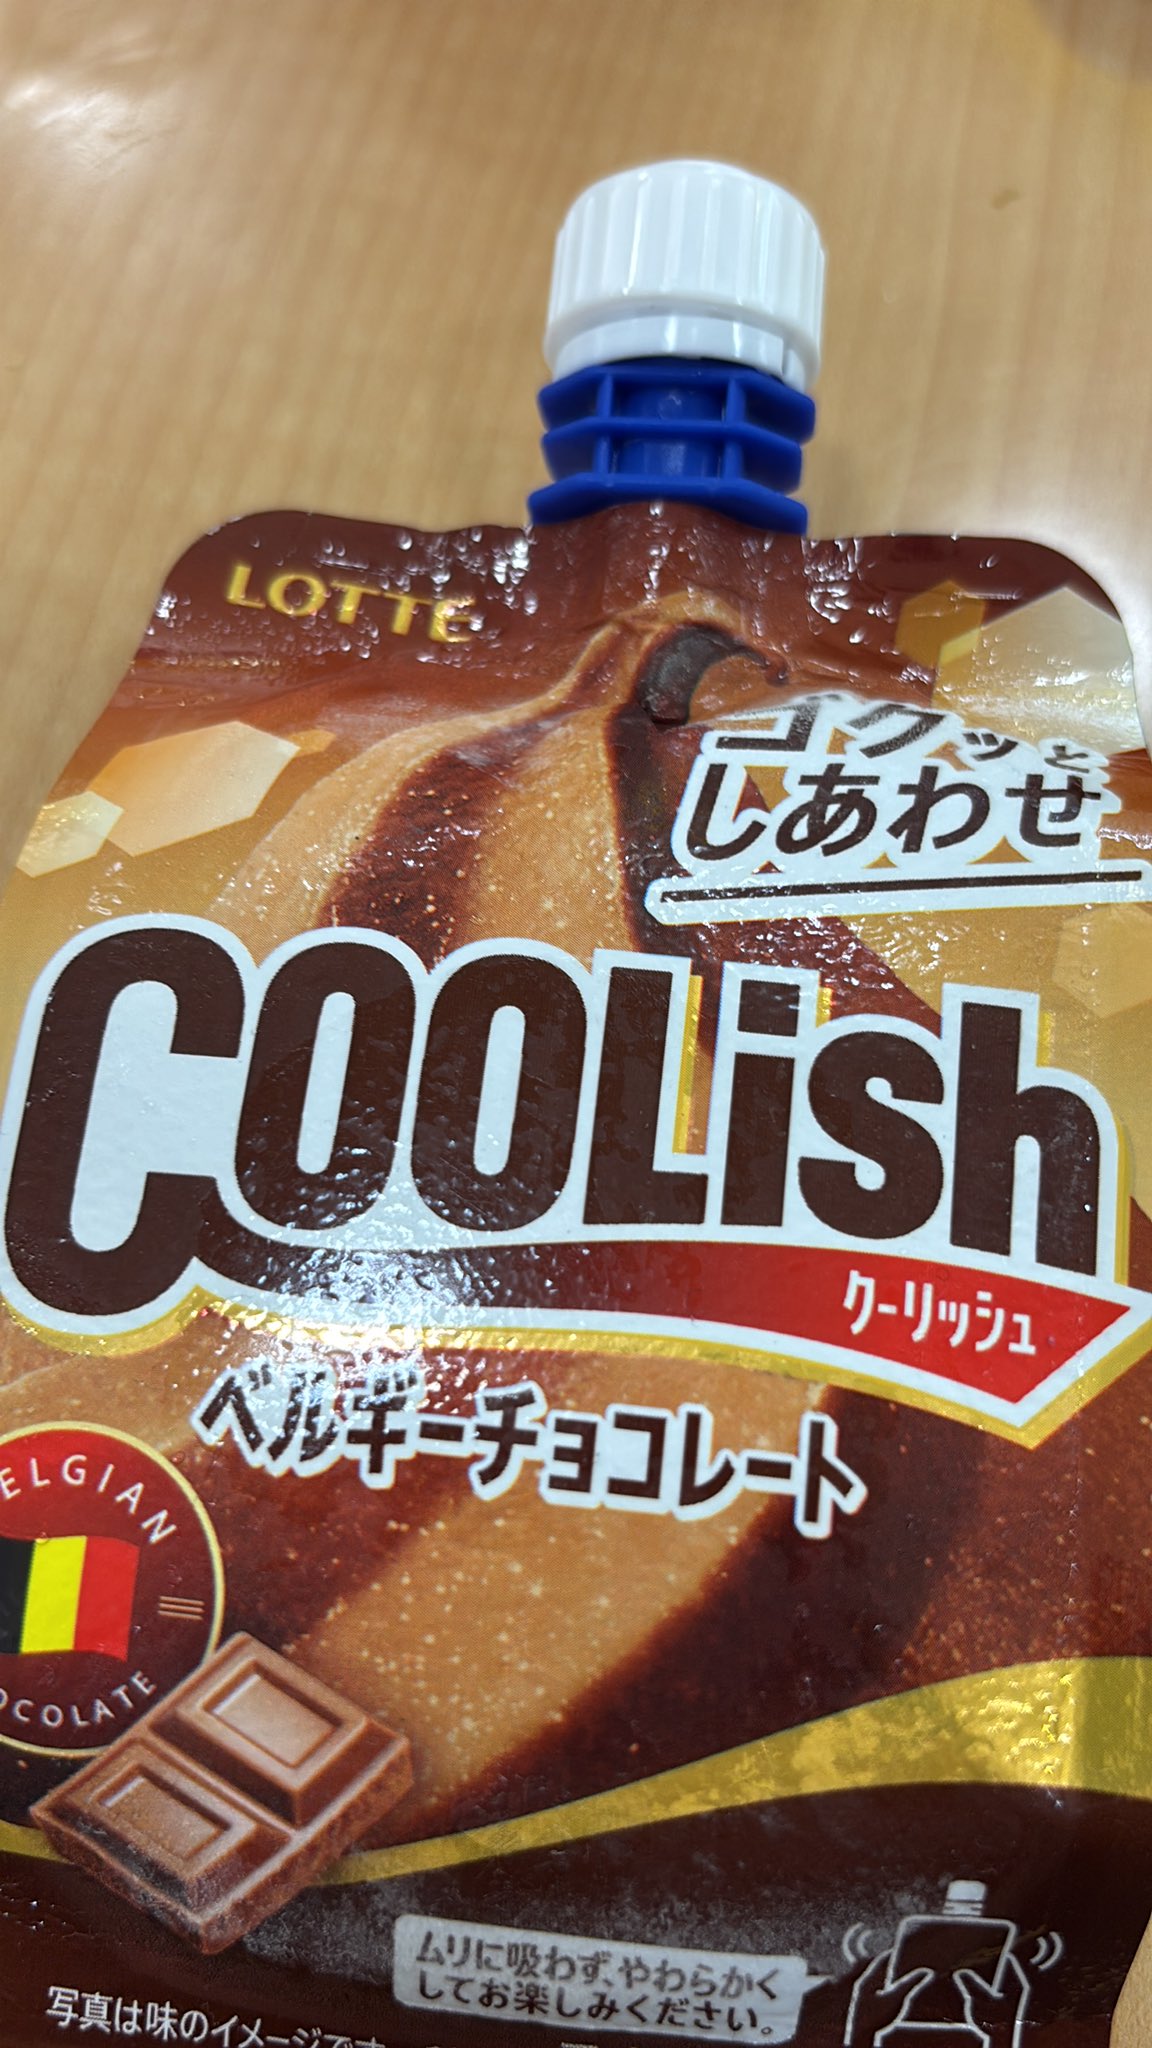 LOTTE
ゴクッと
しあわせ
COOLish
クーリッシュ
ベルギーチョコレート
ELGIAN
OCOLATE
ムリに吸わず、やわらかく
してお楽しみください。
写真は味のイメージです